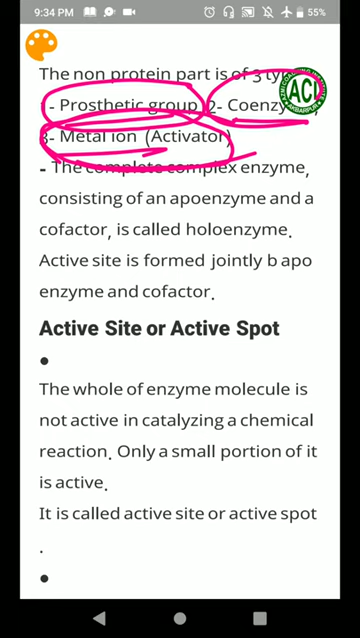 9:34 PM
55%
The non protein part is of 3
1- Prosthetic group, 2-
3- Metal ion (Activator)
- The complete complex enzyme,
consisting of an apoenzyme and a
cofactor, is called holoenzyme.
Active site is formed jointly b apo
enzyme and cofactor.
Active Site or Active Spot
The whole of enzyme molecule is
not active in catalyzing a chemical
reaction. Only a small portion of it
is active.
It is called active site or active spot
.
ACI